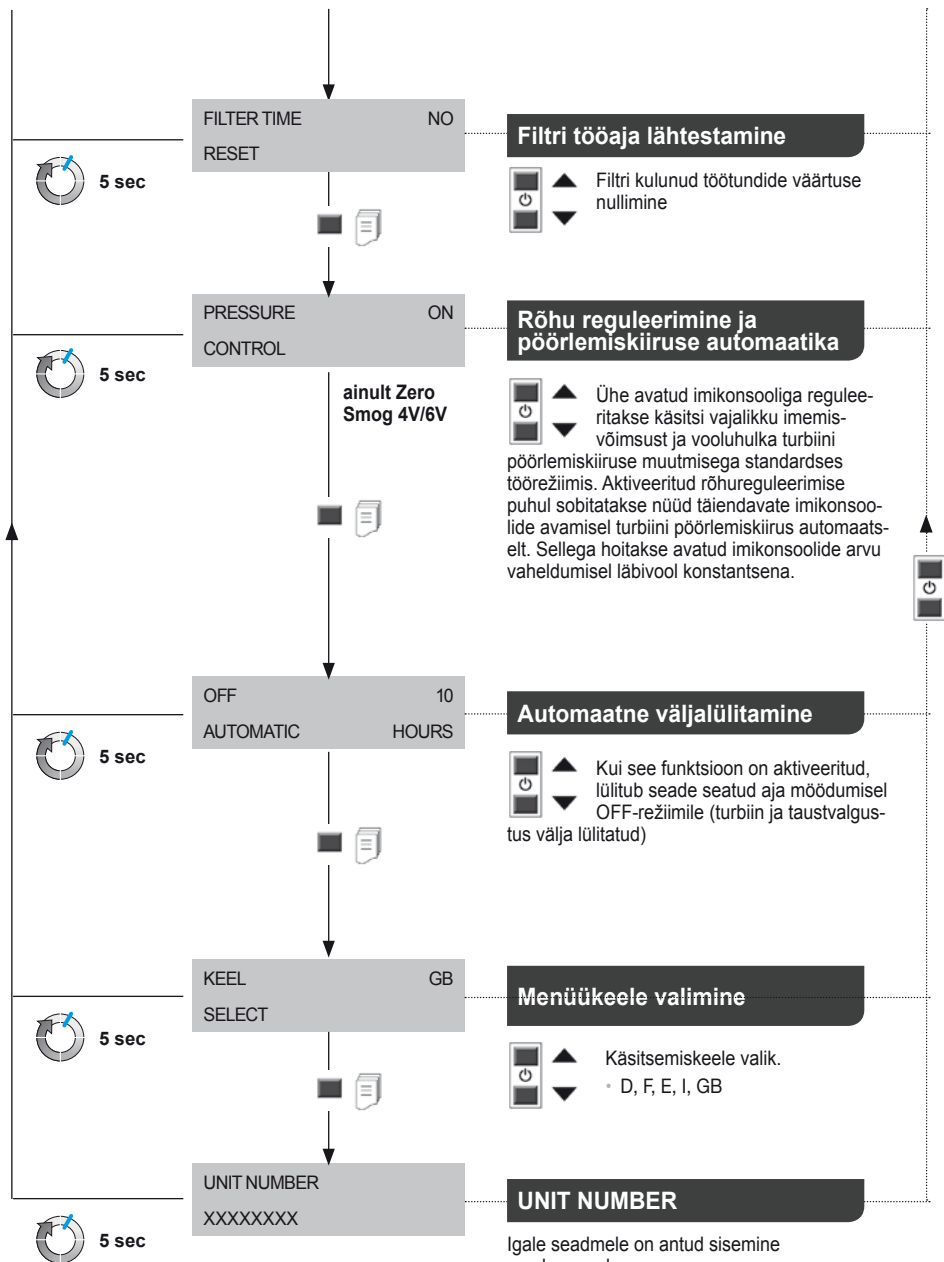 FILTER TIME NO
RESET
Filtri tööaja lähtestamine
5 sec
Filtri kulunud töötundide väärtuse
nullimine
PRESSURE ON
CONTROL
Rõhu reguleerimine ja
pöörlemiskiiruse automaatika
5 sec
ainult Zero
Smog 4V/6V
Ühe avatud imikonsooliga regulee-
ritakse käsitsi vajalikku imemis-
võimsust ja vooluhulka turbiini
pöörlemiskiiruse muutmisega standardses
töörežiimis. Aktiveeritud rõhureguleerimise
puhul sobitatakse nüüd täiendavate imikonsoo-
lide avamisel turbiini pöörlemiskiirus automaats-
elt. Sellega hoitakse avatud imikonsoolide arvu
vaheldumisel läbivool konstantsena.
OFF 10
AUTOMATIC HOURS
Automaatne väljalülitamine
5 sec
Kui see funktsioon on aktiveeritud,
lülitub seade seatud aja möödumisel
OFF-režiimile (turbiin ja taustvalgus-
tus välja lülitatud)
KEEL GB
SELECT
Menüükeele valimine
5 sec
Käsitsemiskeele valik.
• D, F, E, I, GB
UNIT NUMBER
XXXXXXXX
UNIT NUMBER
5 sec
Igale seadmele on antud sisemine